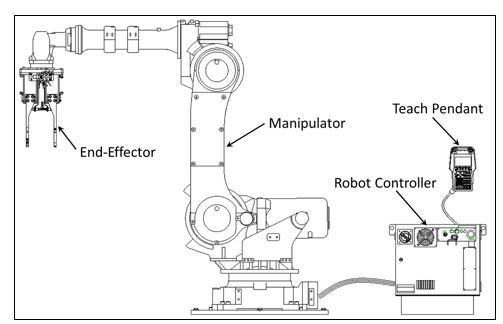 Teach Pendant
Manipulator
End-Effector
Robot Controller